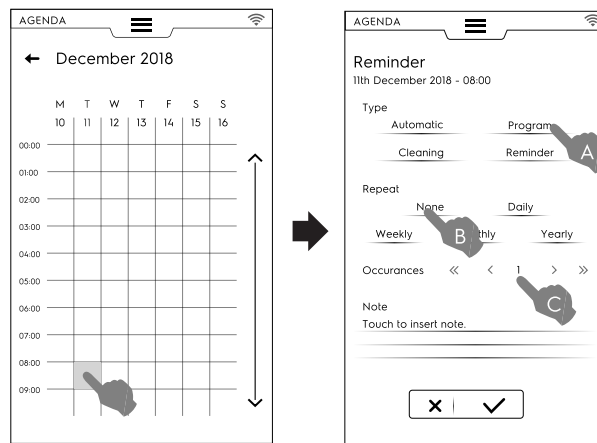 AGENDA
December 2018
M T W T F S S
10 11 12 13 14 15 16
00:00
01:00
02:00
03:00
04:00
05:00
06:00
07:00
08:00
09:00
AGENDA
Reminder
11th December 2018 - 08:00
Type
Automatic Program
Cleaning Reminder
A
Repeat
None Daily
Weekly thly Yearly
B
Occurances « < 1 > »
C
Note
Touch to insert note.